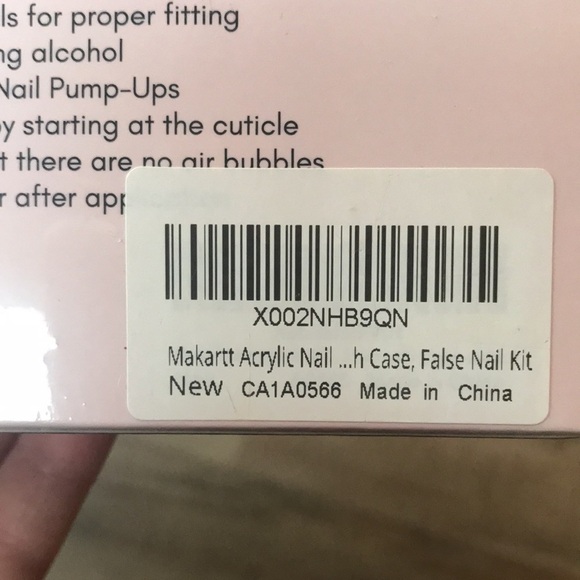 ls for proper fitting
ng alcohol
Nail Pump-Ups
y starting at the cuticle
t there are no air bubbles
r after app
X002NHB9QN
Makartt Acrylic Nail ...h Case, False Nail Kit
New CA1A0566 Made in China